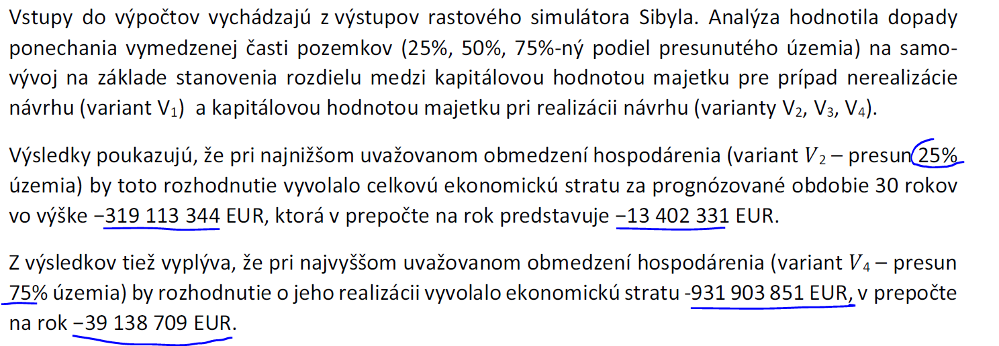 Vstupy do výpočtov vychádzajú z výstupov rastového simulátora Sibyla. Analýza hodnotila dopady
ponechania vymedzenej časti pozemkov (25%, 50%, 75%-ný podiel presunutého územia) na samo-
vývoj na základe stanovenia rozdielu medzi kapitálovou hodnotou majetku pre prípad nerealizácie
návrhu (variant V₁) a kapitálovou hodnotou majetku pri realizácii návrhu (varianty V₂, V₃, V₄).
Výsledky poukazujú, že pri najnižšom uvažovanom obmedzení hospodárenia (variant V₂ – presun 25%
územia) by toto rozhodnutie vyvolalo celkovú ekonomickú stratu za prognózované obdobie 30 rokov
vo výške −319 113 344 EUR, ktorá v prepočte na rok predstavuje −13 402 331 EUR.
Z výsledkov tiež vyplýva, že pri najvyššom uvažovanom obmedzení hospodárenia (variant V₄ – presun
75% územia) by rozhodnutie o jeho realizácii vyvolalo ekonomickú stratu -931 903 851 EUR, v prepočte
na rok −39 138 709 EUR.